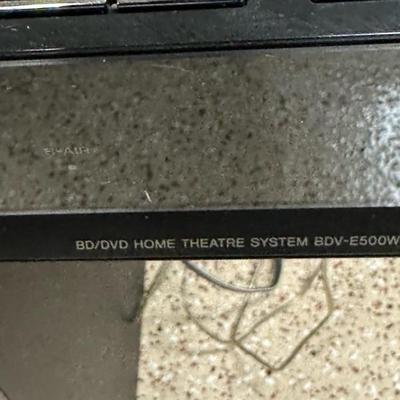 S-AIR
BD/DVD HOME THEATRE SYSTEM BDV-E500W